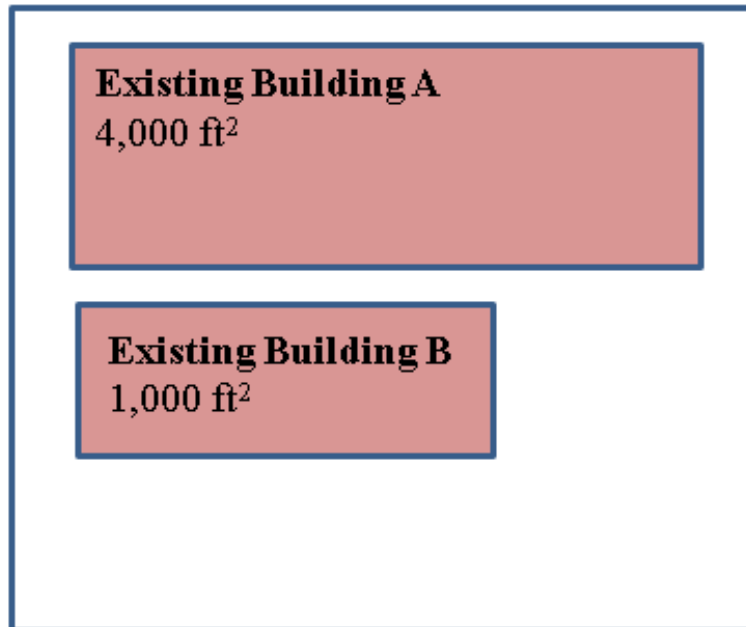 Existing Building A
4,000 ft²
Existing Building B
1,000 ft²